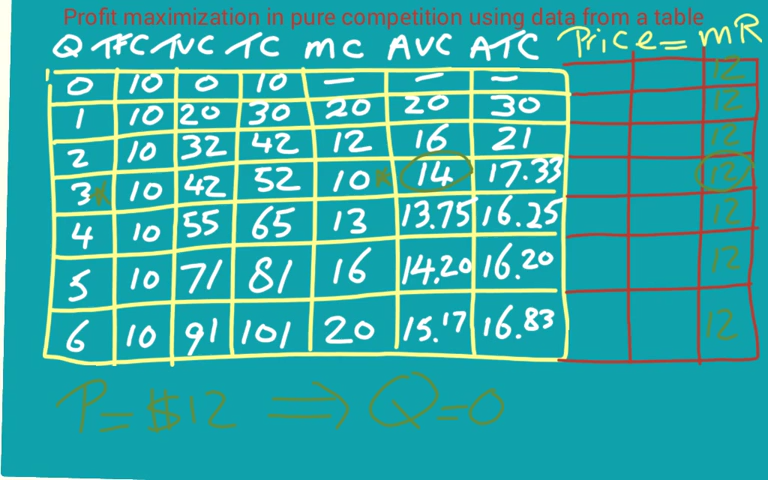 Profit maximization in pure competition using data from a table
Q TFC TVC TC MC AVC ATC Price = MR
0 10 0 10 — — — 12
1 10 20 30 20 20 30 12
2 10 32 42 12 16 21 12
3* 10 42 52 10 * 14 17.33 12
4 10 55 65 13 13.75 16.25 12
5 10 71 81 16 14.20 16.20 12
6 10 91 101 20 15.17 16.83 12
P=$12 ⟹ Q=0